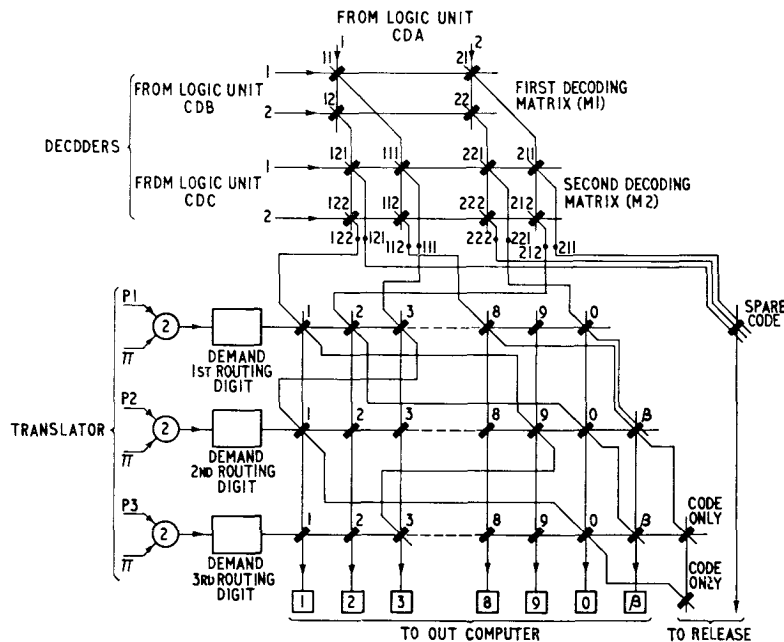 FROM LOGIC UNIT
CDA
1 2
11 21
1
FROM LOGIC UNIT
CDB
FIRST DECODING
MATRIX (M1)
12 22
2
DECDDERS
121 111 221 211
1
FRDM LOGIC UNIT
CDC
SECOND DECODING
MATRIX (M2)
122 112 222 212
2
122 121 112 111 222 221 212 211
P1
π
2
DEMAND
1ST ROUTING
DIGIT
1 2 3 8 9 0
SPARE
CODE
TRANSLATOR
P2
π
2
DEMAND
2ND ROUTING
DIGIT
1 2 3 8 9 0 β
P3
π
2
DEMAND
3RD ROUTING
DIGIT
1 2 3 8 9 0 β
CODE
ONLY
CODE
ONLY
1 2 3 8 9 0 β
TO OUT COMPUTER
TO RELEASE